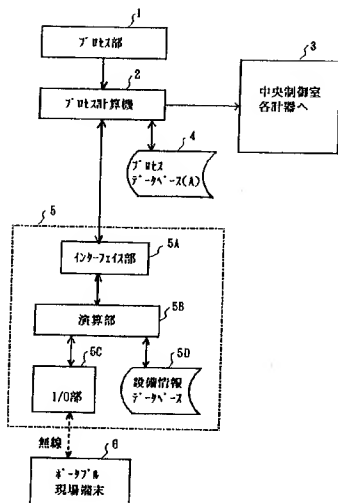 1
プロセス部
2
プロセス計算機
3
中央制御室
各計器へ
4
プロセス
データベース(A)
5
5A
インターフェイス部
5B
演算部
5C
I/O部
5D
設備情報
データベース
無線
6
ポータブル
現場端末